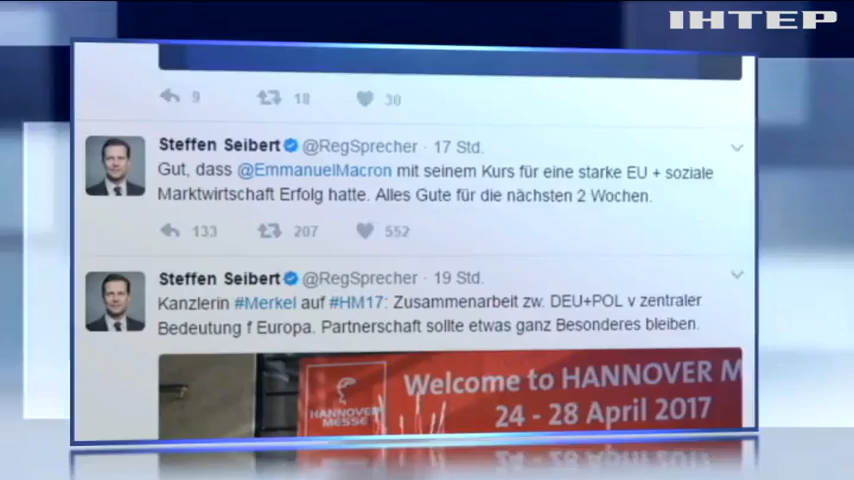 ІНТЕР
9 18 30
Steffen Seibert @RegSprecher · 17 Std.
Gut, dass @EmmanuelMacron mit seinem Kurs für eine starke EU + soziale
Marktwirtschaft Erfolg hatte. Alles Gute für die nächsten 2 Wochen.
133 207 552
Steffen Seibert @RegSprecher · 19 Std.
Kanzlerin #Merkel auf #HM17: Zusammenarbeit zw. DEU+POL v zentraler
Bedeutung f Europa. Partnerschaft sollte etwas ganz Besonderes bleiben.
Welcome to HANNOVER M
HANNOVER
MESSE
24 - 28 April 2017